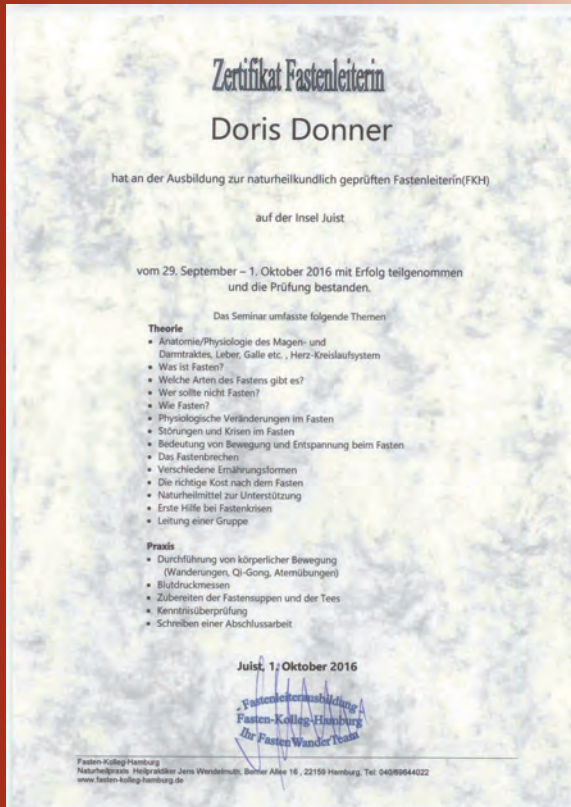 Zertifikat Fastenleiterin
Doris Donner
hat an der Ausbildung zur naturheilkundlich geprüften Fastenleiterin(FKH)
auf der Insel Juist
vom 29. September – 1. Oktober 2016 mit Erfolg teilgenommen
und die Prüfung bestanden.
Das Seminar umfasste folgende Themen
Theorie
• Anatomie/Physiologie des Magen- und
Darmtraktes, Leber, Galle etc. , Herz-Kreislaufsystem
• Was ist Fasten?
• Welche Arten des Fastens gibt es?
• Wer sollte nicht Fasten?
• Wie Fasten?
• Physiologische Veränderungen im Fasten
• Störungen und Krisen im Fasten
• Bedeutung von Bewegung und Entspannung beim Fasten
• Das Fastenbrechen
• Verschiedene Ernährungsformen
• Die richtige Kost nach dem Fasten
• Naturheilmittel zur Unterstützung
• Erste Hilfe bei Fastenkrisen
• Leitung einer Gruppe
Praxis
• Durchführung von körperlicher Bewegung
(Wanderungen, Qi-Gong, Atemübungen)
• Blutdruckmessen
• Zubereiten der Fastensuppen und der Tees
• Kenntnisüberprüfung
• Schreiben einer Abschlussarbeit
Juist, 1. Oktober 2016
Fastenleiterausbildung
Fasten-Kolleg-Hamburg
Ihr FastenWanderTeam
Fasten-Kolleg-Hamburg
Naturheilpraxis Heilpraktiker Jens Wendelmuth, Berner Allee 16 , 22159 Hamburg, Tel: 040/69644022
www.fasten-kolleg-hamburg.de